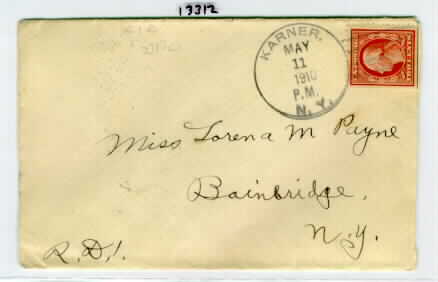 13312
KARNER,
MAY
11
1910
P.M.
N.Y.
Miss Lorena M Payne
Bainbridge,
N.Y.
R.D.1.